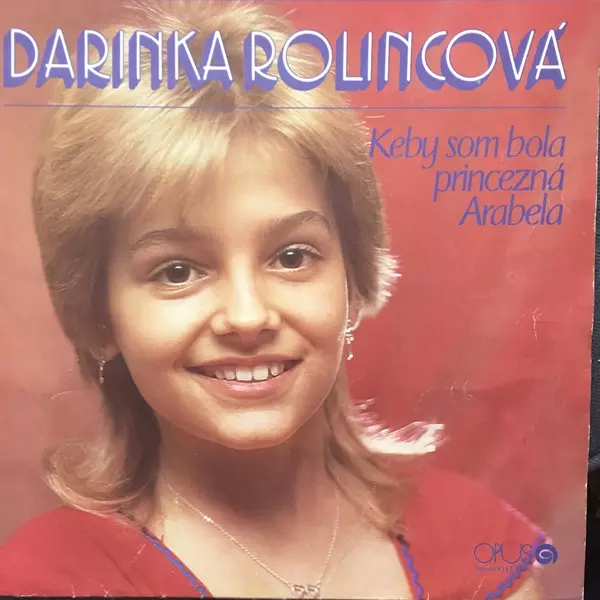 DARINKA ROLINCOVÁ
Keby som bola
princezná
Arabela
OPUS